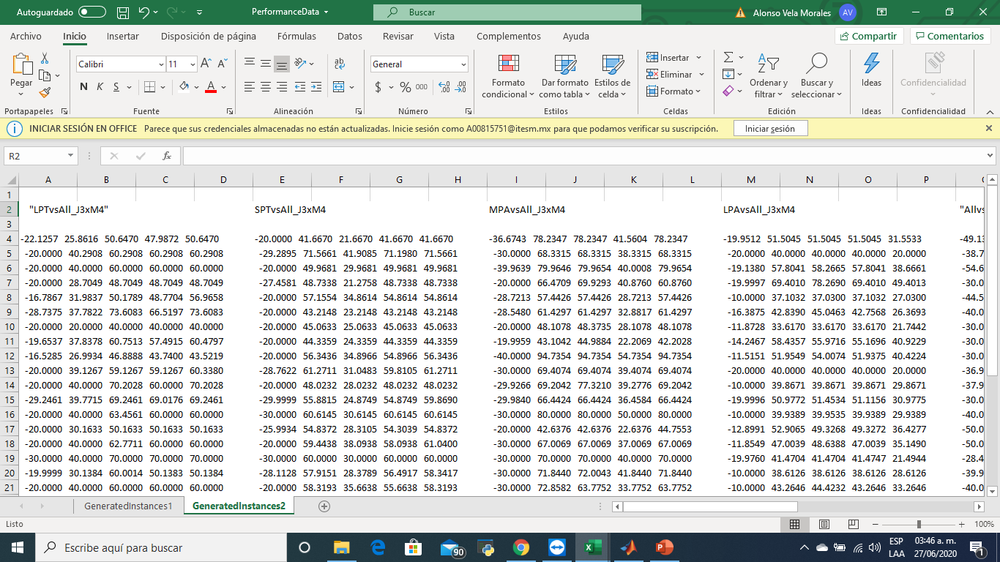 Autoguardado PerformanceData Buscar Alonso Vela Morales AV
Archivo Inicio Insertar Disposición de página Fórmulas Datos Revisar Vista Complementos Ayuda Compartir Comentarios
Pegar Calibri 11 A A ab General Formato condicional Dar formato como tabla Estilos de celda Insertar Eliminar Formato Ordenar y filtrar Buscar y seleccionar Ideas Confidencialidad
N K S A $ % 000
Portapapeles Fuente Alineación Número Estilos Celdas Edición Ideas Confidencialidad
INICIAR SESIÓN EN OFFICE Parece que sus credenciales almacenadas no están actualizadas. Inicie sesión como A00815751@itesm.mx para que podamos verificar su suscripción. Iniciar sesión
R2 fx
A B C D E F G H I J K L M N O P
1
2 "LPTvsAll_J3xM4" SPTvsAll_J3xM4 MPAvsAll_J3xM4 LPAvsAll_J3xM4 "Allvs
3
4 -22.1257 25.8616 50.6470 47.9872 50.6470 -20.0000 41.6670 21.6670 41.6670 41.6670 -36.6743 78.2347 78.2347 41.5604 78.2347 -19.9512 51.5045 51.5045 51.5045 31.5533 -49.13
5 -20.0000 40.2908 60.2908 60.2908 60.2908 -29.2895 71.5661 41.9085 71.1980 71.5661 -30.0000 68.3315 68.3315 38.3315 68.3315 -20.0000 40.0000 40.0000 40.0000 20.0000 -38.7
6 -20.0000 40.0000 60.0000 60.0000 60.0000 -20.0000 49.9681 29.9681 49.9681 49.9681 -39.9639 79.9646 79.9654 40.0008 79.9654 -19.1380 57.8041 58.2665 57.8041 38.6661 -54.6
7 -20.0000 28.7049 48.7049 48.7049 48.7049 -27.4581 48.7338 21.2758 48.7338 48.7338 -20.0000 66.4709 69.9293 40.8760 60.8760 -19.9997 69.4010 78.2690 69.4010 49.4013 -30.0
8 -16.7867 31.9837 50.1789 48.7704 56.9658 -20.0000 57.1554 34.8614 54.8614 54.8614 -28.7213 57.4426 57.4426 28.7213 57.4426 -10.0000 37.1032 37.0300 37.1032 27.0300 -44.5
9 -28.7375 37.7822 73.6083 66.5197 73.6083 -20.0000 43.2148 23.2148 43.2148 43.2148 -28.5480 61.4297 61.4297 32.8817 61.4297 -16.3875 42.8390 45.0463 42.7568 26.3693 -40.0
10 -20.0000 20.0000 40.0000 40.0000 40.0000 -20.0000 45.0633 25.0633 45.0633 45.0633 -20.0000 48.1078 48.3735 28.1078 48.1078 -11.8728 33.6170 33.6170 33.6170 21.7442 -30.0
11 -19.6537 37.8378 60.7513 57.4915 60.4797 -20.0000 44.3359 24.3359 44.3359 44.3359 -19.9959 43.1042 44.9884 22.2069 42.2028 -14.2467 58.4357 55.9716 55.1696 40.9229 -30.0
12 -16.5285 26.9934 46.8888 43.7400 43.5219 -20.0000 56.3436 34.8966 54.8966 56.3436 -40.0000 94.7354 94.7354 54.7354 94.7354 -11.5151 51.9549 54.0074 51.9375 40.4224 -30.0
13 -20.0000 39.1267 59.1267 59.1267 60.3380 -28.7622 61.2711 31.0483 59.8105 61.2711 -30.0000 69.4074 69.4074 39.4074 69.4074 -20.0000 40.0000 40.0000 40.0000 20.0000 -36.9
14 -20.0000 40.0000 70.2028 60.0000 70.2028 -20.0000 48.0232 28.0232 48.0232 48.0232 -29.9266 69.2042 77.3210 39.2776 69.2042 -10.0000 39.8671 39.8671 39.8671 29.8671 -37.9
15 -29.2461 39.7715 69.2461 69.0176 69.2461 -29.9999 55.8815 24.8749 54.8749 59.8690 -29.9840 66.4424 66.4424 36.4584 66.4424 -19.9996 50.9772 51.4534 51.1156 30.9775 -30.0
16 -20.0000 40.0000 63.4561 60.0000 60.0000 -30.0000 60.6145 30.6145 60.6145 60.6145 -30.0000 80.0000 80.0000 50.0000 80.0000 -10.0000 39.9389 39.9535 39.9389 29.9389 -40.0
17 -20.0000 30.1633 50.1633 50.1633 50.1633 -25.9934 54.8372 28.3105 54.3039 54.8372 -20.0000 42.6376 42.6376 22.6376 44.7553 -12.8991 52.9065 49.3268 49.3272 36.4277 -50.0
18 -20.0000 40.0000 62.7711 60.0000 60.0000 -20.0000 59.4438 38.0938 58.0938 61.0400 -30.0000 67.0069 67.0069 37.0069 67.0069 -11.8549 47.0039 48.6388 47.0039 35.1490 -50.0
19 -30.0000 40.0000 70.0000 70.0000 70.0000 -30.0000 60.0000 30.0000 60.0000 60.0000 -30.0000 70.0000 70.0000 40.0000 70.0000 -19.9760 41.4704 41.4704 41.4747 21.4944 -28.4
20 -19.9999 30.1384 60.0014 50.1383 50.1384 -28.1128 57.9151 28.3789 56.4917 58.3417 -30.0000 71.8440 72.0043 41.8440 71.8440 -10.0000 38.6126 38.6126 38.6126 28.6126 -39.9
21 -20.0000 40.0000 60.0000 60.0000 60.0000 -20.0000 58.3193 35.6638 55.6638 58.3193 -30.0000 72.8582 63.7752 33.7752 63.7752 -10.0000 43.2646 44.4232 43.2646 33.2646 -40.0
GeneratedInstances1 GeneratedInstances2
Listo 100%
Escribe aquí para buscar 90 ESP LAA 03:46 a. m. 27/06/2020 1